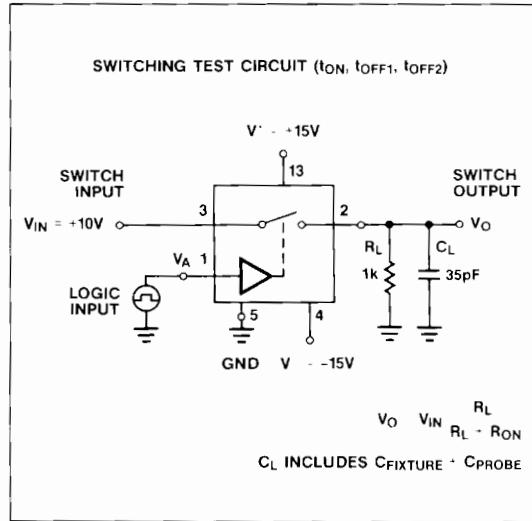 SWITCHING TEST CIRCUIT (tON, tOFF1, tOFF2)
V' - +15V
13
SWITCH INPUT
SWITCH OUTPUT
VIN = +10V
3
2
VO
VA
1
RL
1k
CL
35pF
LOGIC INPUT
5
4
GND
V - -15V
VO VIN RL
RL - RON
CL INCLUDES CFIXTURE - CPROBE